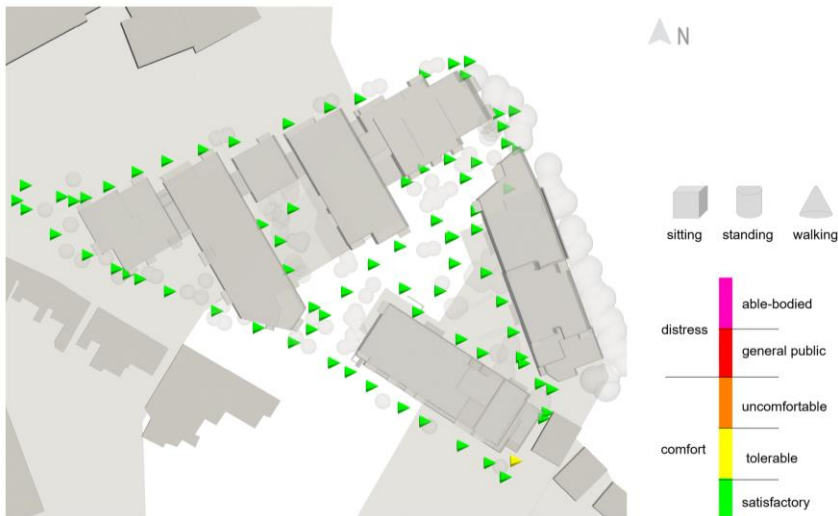 N
sitting standing walking
able-bodied
distress
general public
uncomfortable
comfort
tolerable
satisfactory